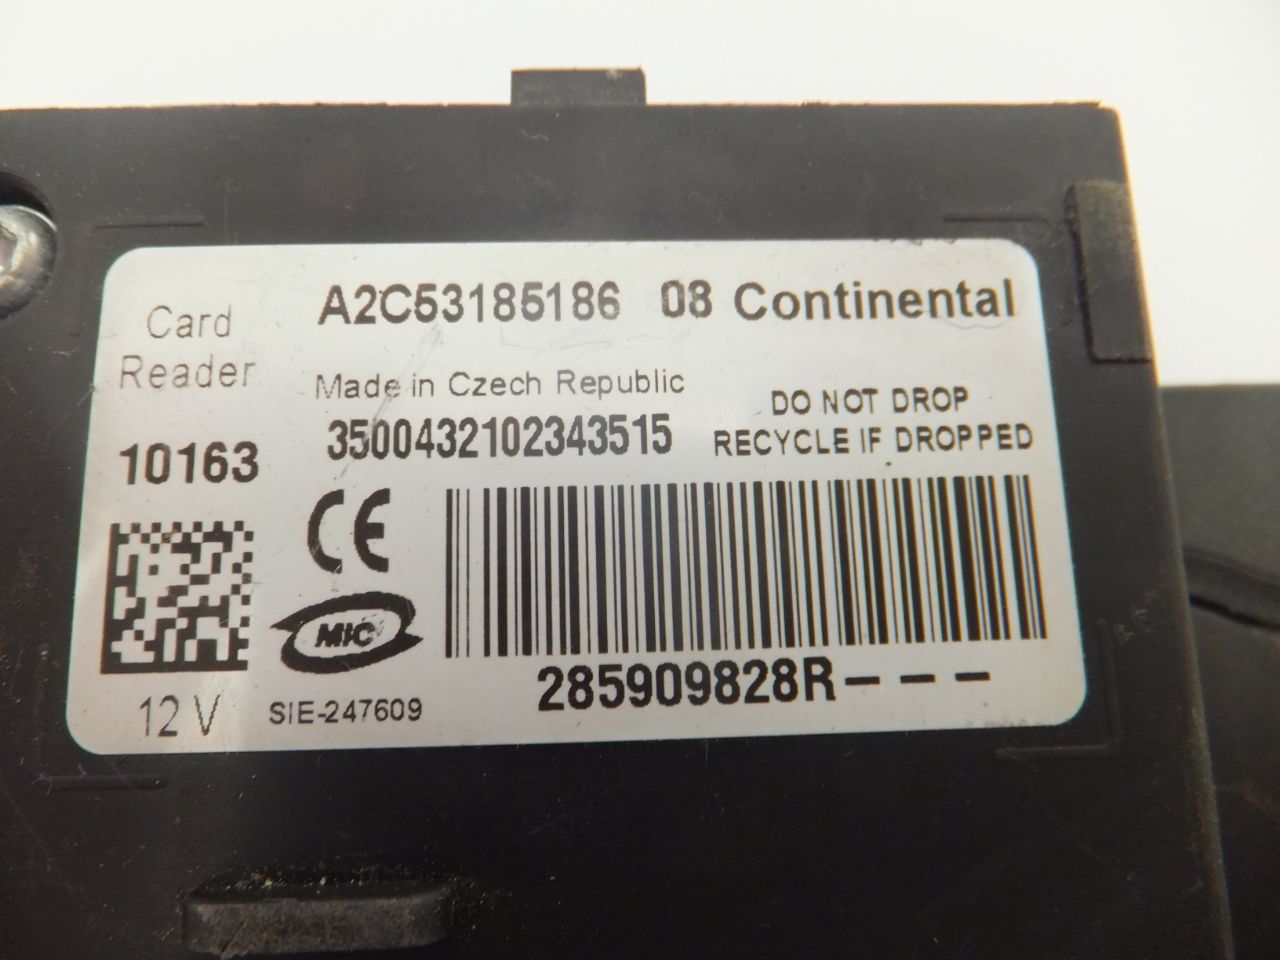 Card Reader
A2C53185186 08 Continental
Made in Czech Republic
3500432102343515
DO NOT DROP
RECYCLE IF DROPPED
10163
CE
MIC
12 V
SIE-247609
285909828R---